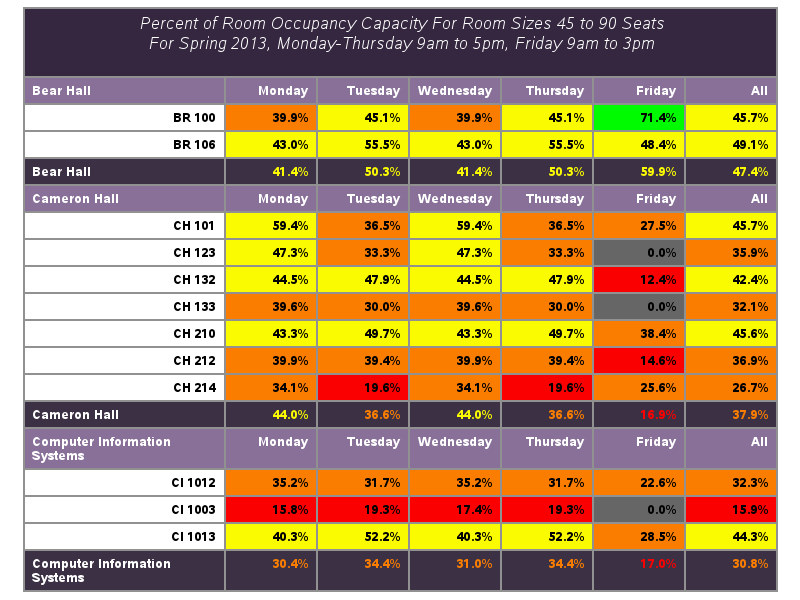 Percent of Room Occupancy Capacity For Room Sizes 45 to 90 Seats
For Spring 2013, Monday-Thursday 9am to 5pm, Friday 9am to 3pm
Bear Hall Monday Tuesday Wednesday Thursday Friday All
BR 100 39.9% 45.1% 39.9% 45.1% 71.4% 45.7%
BR 106 43.0% 55.5% 43.0% 55.5% 48.4% 49.1%
Bear Hall 41.4% 50.3% 41.4% 50.3% 59.9% 47.4%
Cameron Hall Monday Tuesday Wednesday Thursday Friday All
CH 101 59.4% 36.5% 59.4% 36.5% 27.5% 45.7%
CH 123 47.3% 33.3% 47.3% 33.3% 0.0% 35.9%
CH 132 44.5% 47.9% 44.5% 47.9% 12.4% 42.4%
CH 133 39.6% 30.0% 39.6% 30.0% 0.0% 32.1%
CH 210 43.3% 49.7% 43.3% 49.7% 38.4% 45.6%
CH 212 39.9% 39.4% 39.9% 39.4% 14.6% 36.9%
CH 214 34.1% 19.6% 34.1% 19.6% 25.6% 26.7%
Cameron Hall 44.0% 36.6% 44.0% 36.6% 16.9% 37.9%
Computer Information Monday Tuesday Wednesday Thursday Friday All
Systems
CI 1012 35.2% 31.7% 35.2% 31.7% 22.6% 32.3%
CI 1003 15.8% 19.3% 17.4% 19.3% 0.0% 15.9%
CI 1013 40.3% 52.2% 40.3% 52.2% 28.5% 44.3%
Computer Information 30.4% 34.4% 31.0% 34.4% 17.0% 30.8%
Systems